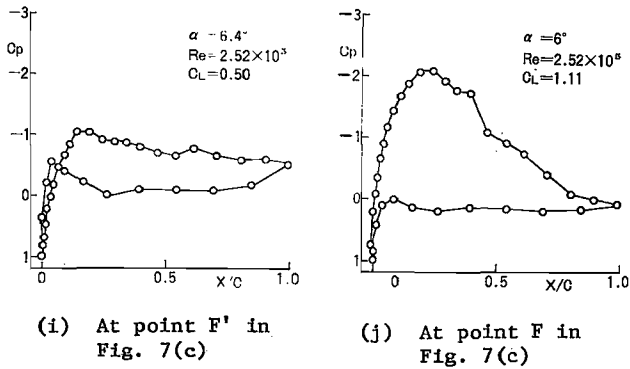 −3
Cp
−2
−1
0
1
α − 6.4°
Re=2.52×10⁵
CL=0.50
0
0.5
X/C
1.0
(i) At point F' in
Fig. 7(c)
−3
Cp
−2
−1
0
1
α =6°
Re=2.52×10⁵
CL=1.11
0
0.5
X/C
1.0
(j) At point F in
Fig. 7(c)